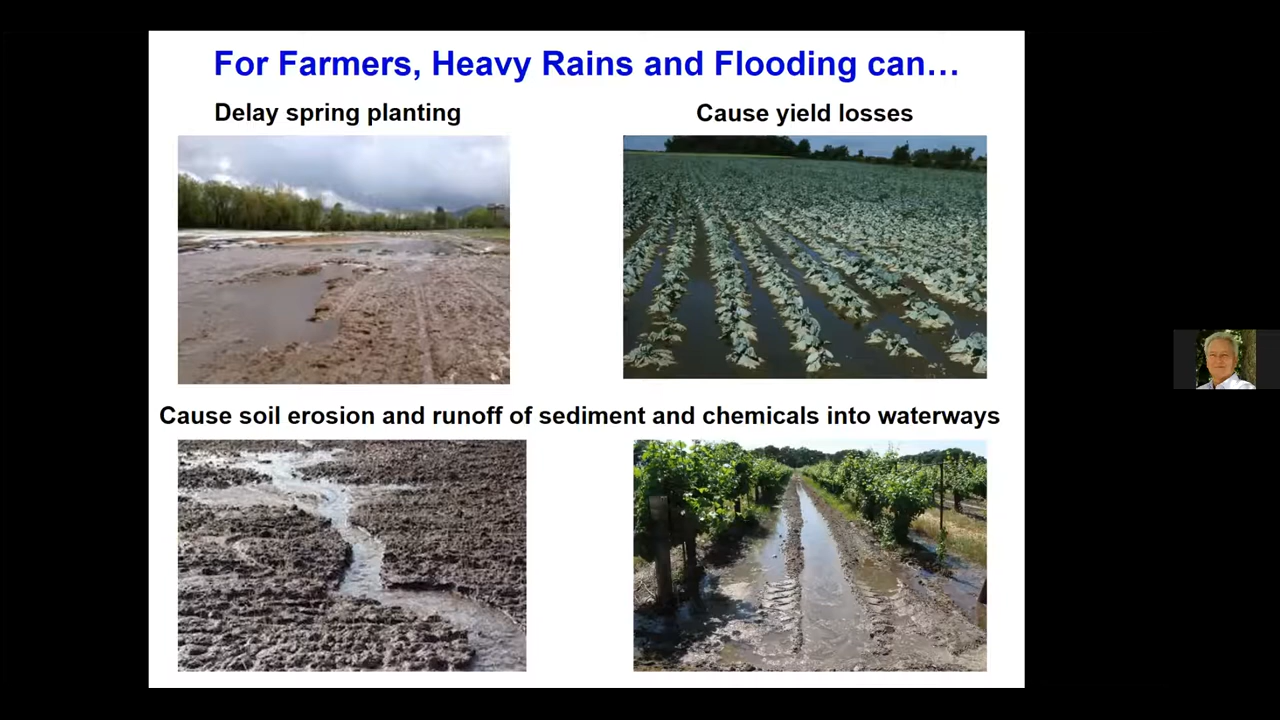 For Farmers, Heavy Rains and Flooding can…
Delay spring planting
Cause yield losses
Cause soil erosion and runoff of sediment and chemicals into waterways